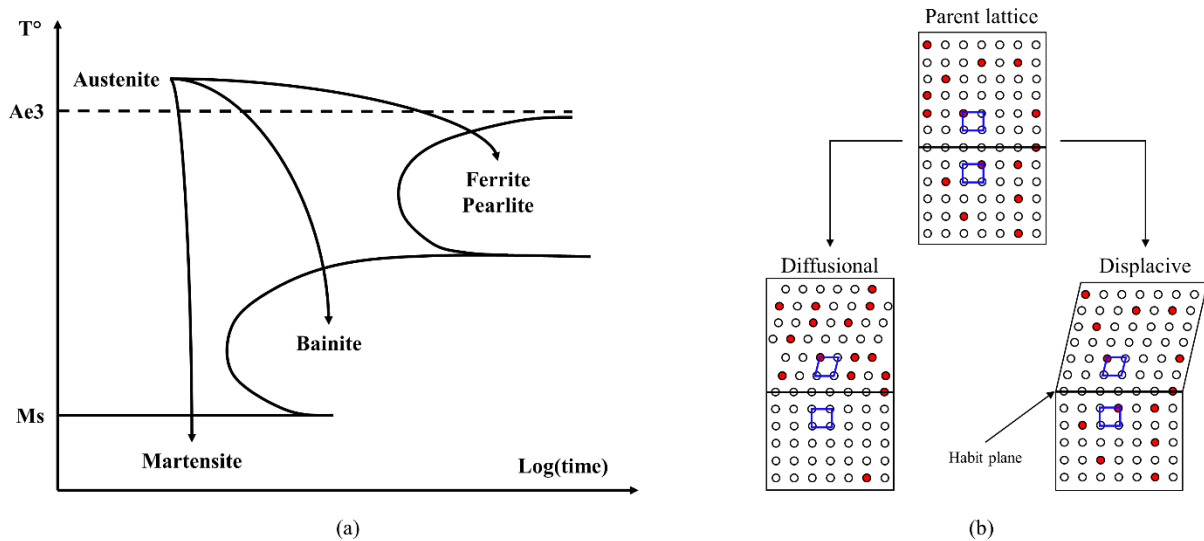 T°
Austenite
Ae3
Ferrite
Pearlite
Bainite
Ms
Martensite
Log(time)
(a)
Parent lattice
Diffusional
Displacive
Habit plane
(b)